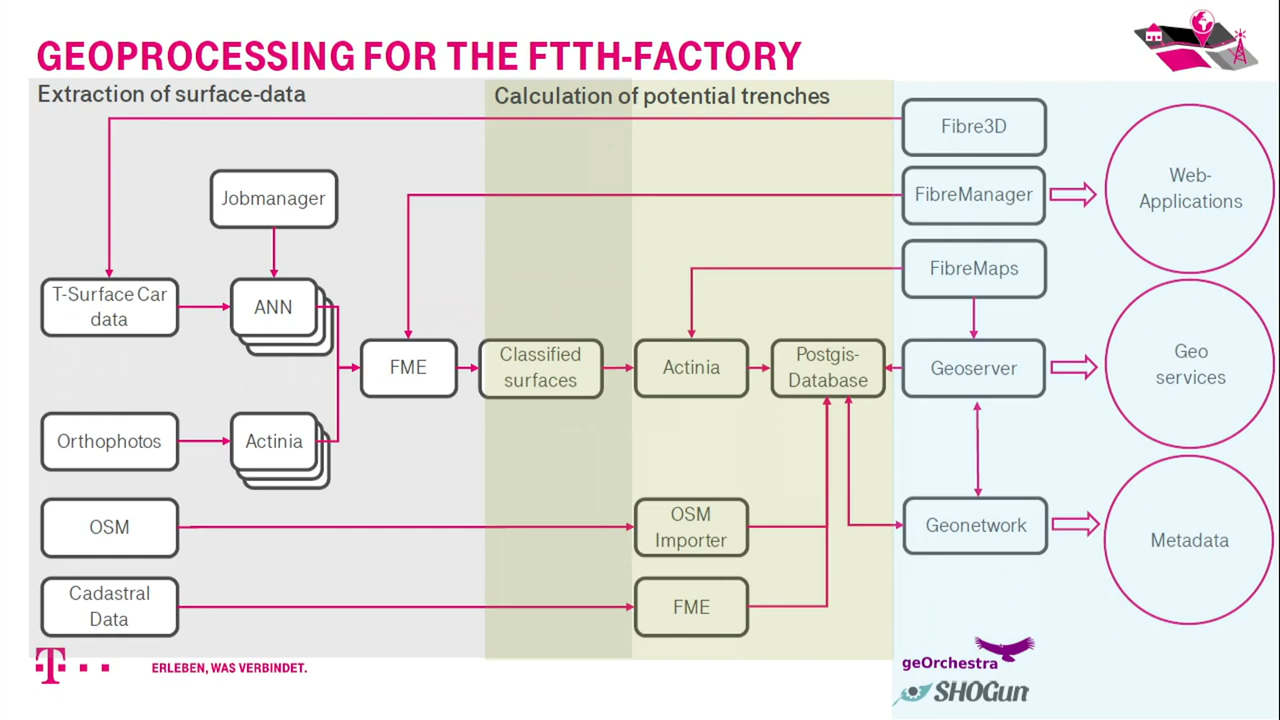 GEOPROCESSING FOR THE FTTH-FACTORY
Extraction of surface-data
Calculation of potential trenches
Fibre3D
FibreManager
FibreMaps
Web-
Applications
Jobmanager
T-Surface Car
data
ANN
FME
Classified
surfaces
Actinia
Postgis-
Database
Geoserver
Geo
services
Orthophotos
Actinia
OSM
OSM
Importer
Geonetwork
Metadata
Cadastral
Data
FME
T
ERLEBEN, WAS VERBINDET.
geOrchestra
SHOGun